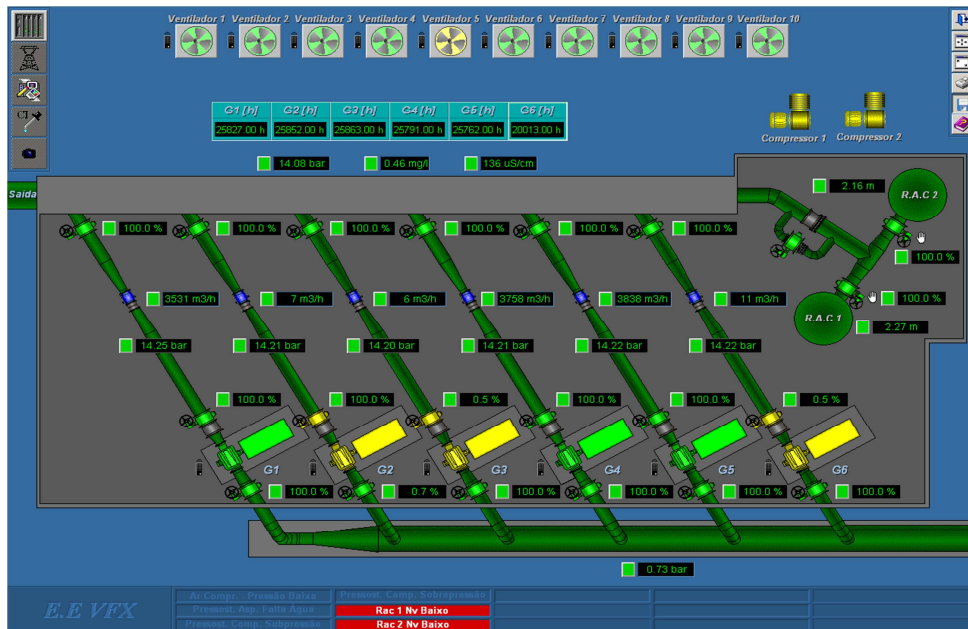 Ventilador 1 Ventilador 2 Ventilador 3 Ventilador 4 Ventilador 5 Ventilador 6 Ventilador 7 Ventilador 8 Ventilador 9 Ventilador 10
CT
G1 [h] G2 [h] G3 [h] G4 [h] G5 [h] G6 [h]
25827.00 h 25852.00 h 25863.00 h 25791.00 h 25762.00 h 20013.00 h
Compressor 1 Compressor 2
14.08 bar 0.46 mg/l 136 uS/cm
Saida
2.16 m
R.A.C 2
100.0 % 100.0 % 100.0 % 100.0 % 100.0 % 100.0 %
100.0 %
3531 m3/h 7 m3/h 6 m3/h 3758 m3/h 3838 m3/h 11 m3/h
100.0 %
R.A.C 1
2.27 m
14.25 bar 14.21 bar 14.20 bar 14.21 bar 14.22 bar 14.22 bar
100.0 % 100.0 % 0.5 % 100.0 % 100.0 % 0.5 %
G1 G2 G3 G4 G5 G6
100.0 % 0.7 % 100.0 % 100.0 % 100.0 % 100.0 %
0.73 bar
E.E VFX
Ar Compr. . Pressão Baixa
Pressost. Comp. Sobrepressão
Pressost. Asp. Falta Água
Rac 1 Nv Baixo
Pressost. Comp. Subpressão
Rac 2 Nv Baixo